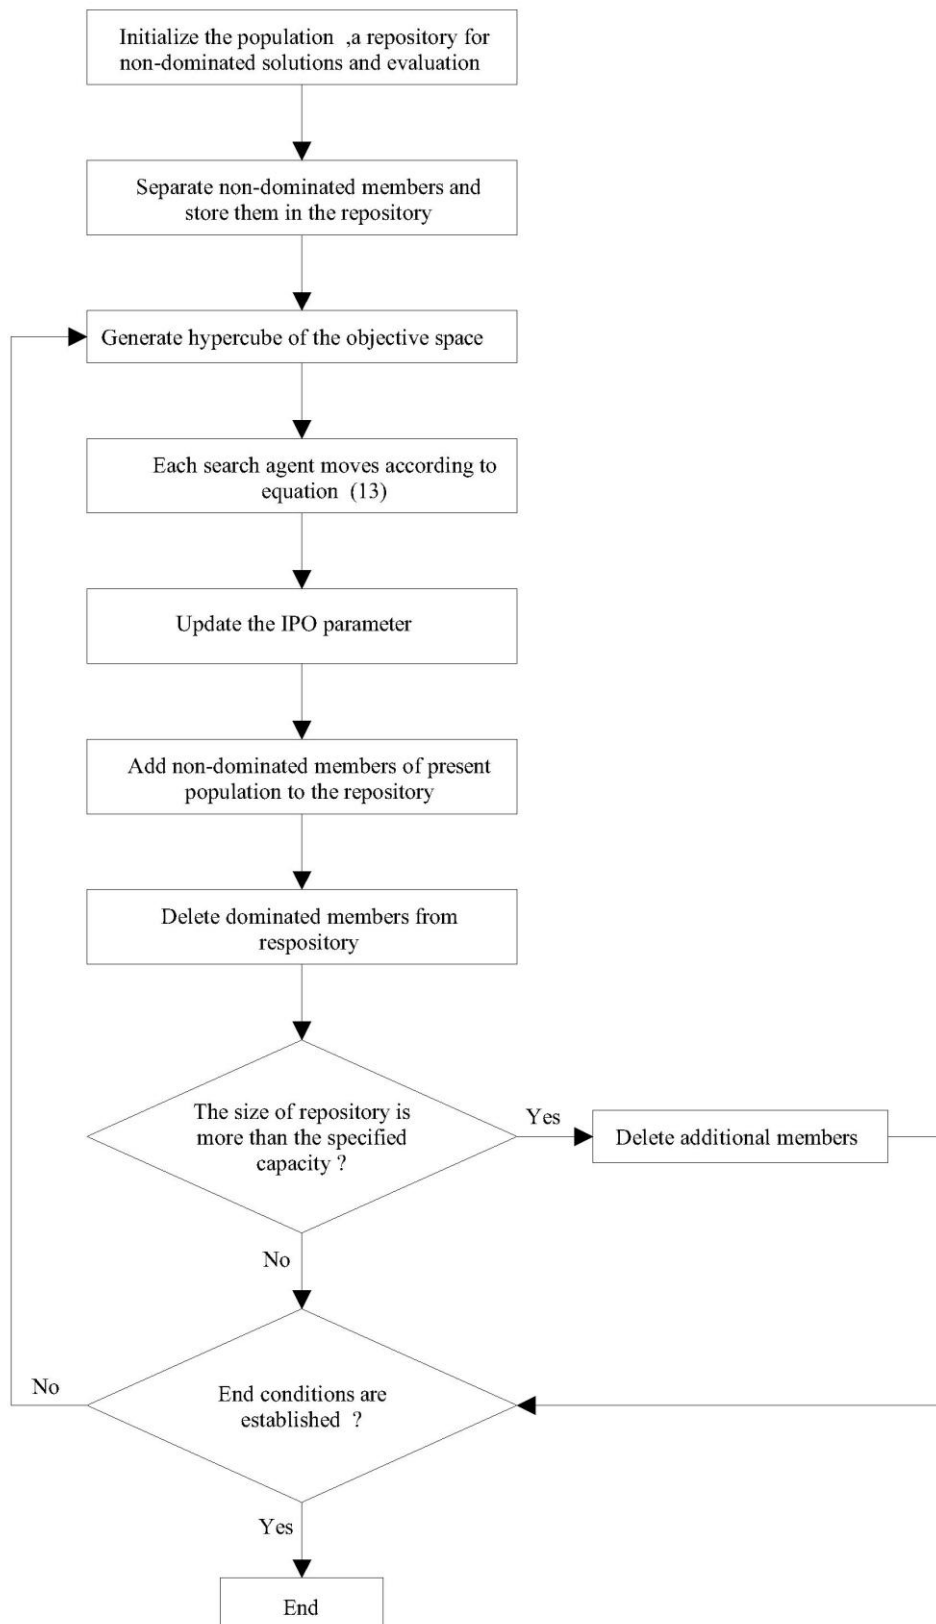 Initialize the population ,a repository for
non-dominated solutions and evaluation
Separate non-dominated members and
store them in the repository
Generate hypercube of the objective space
Each search agent moves according to
equation (13)
Update the IPO parameter
Add non-dominated members of present
population to the repository
Delete dominated members from
respository
The size of repository is
more than the specified
capacity ?
Yes
Delete additional members
No
End conditions are
established ?
No
Yes
End